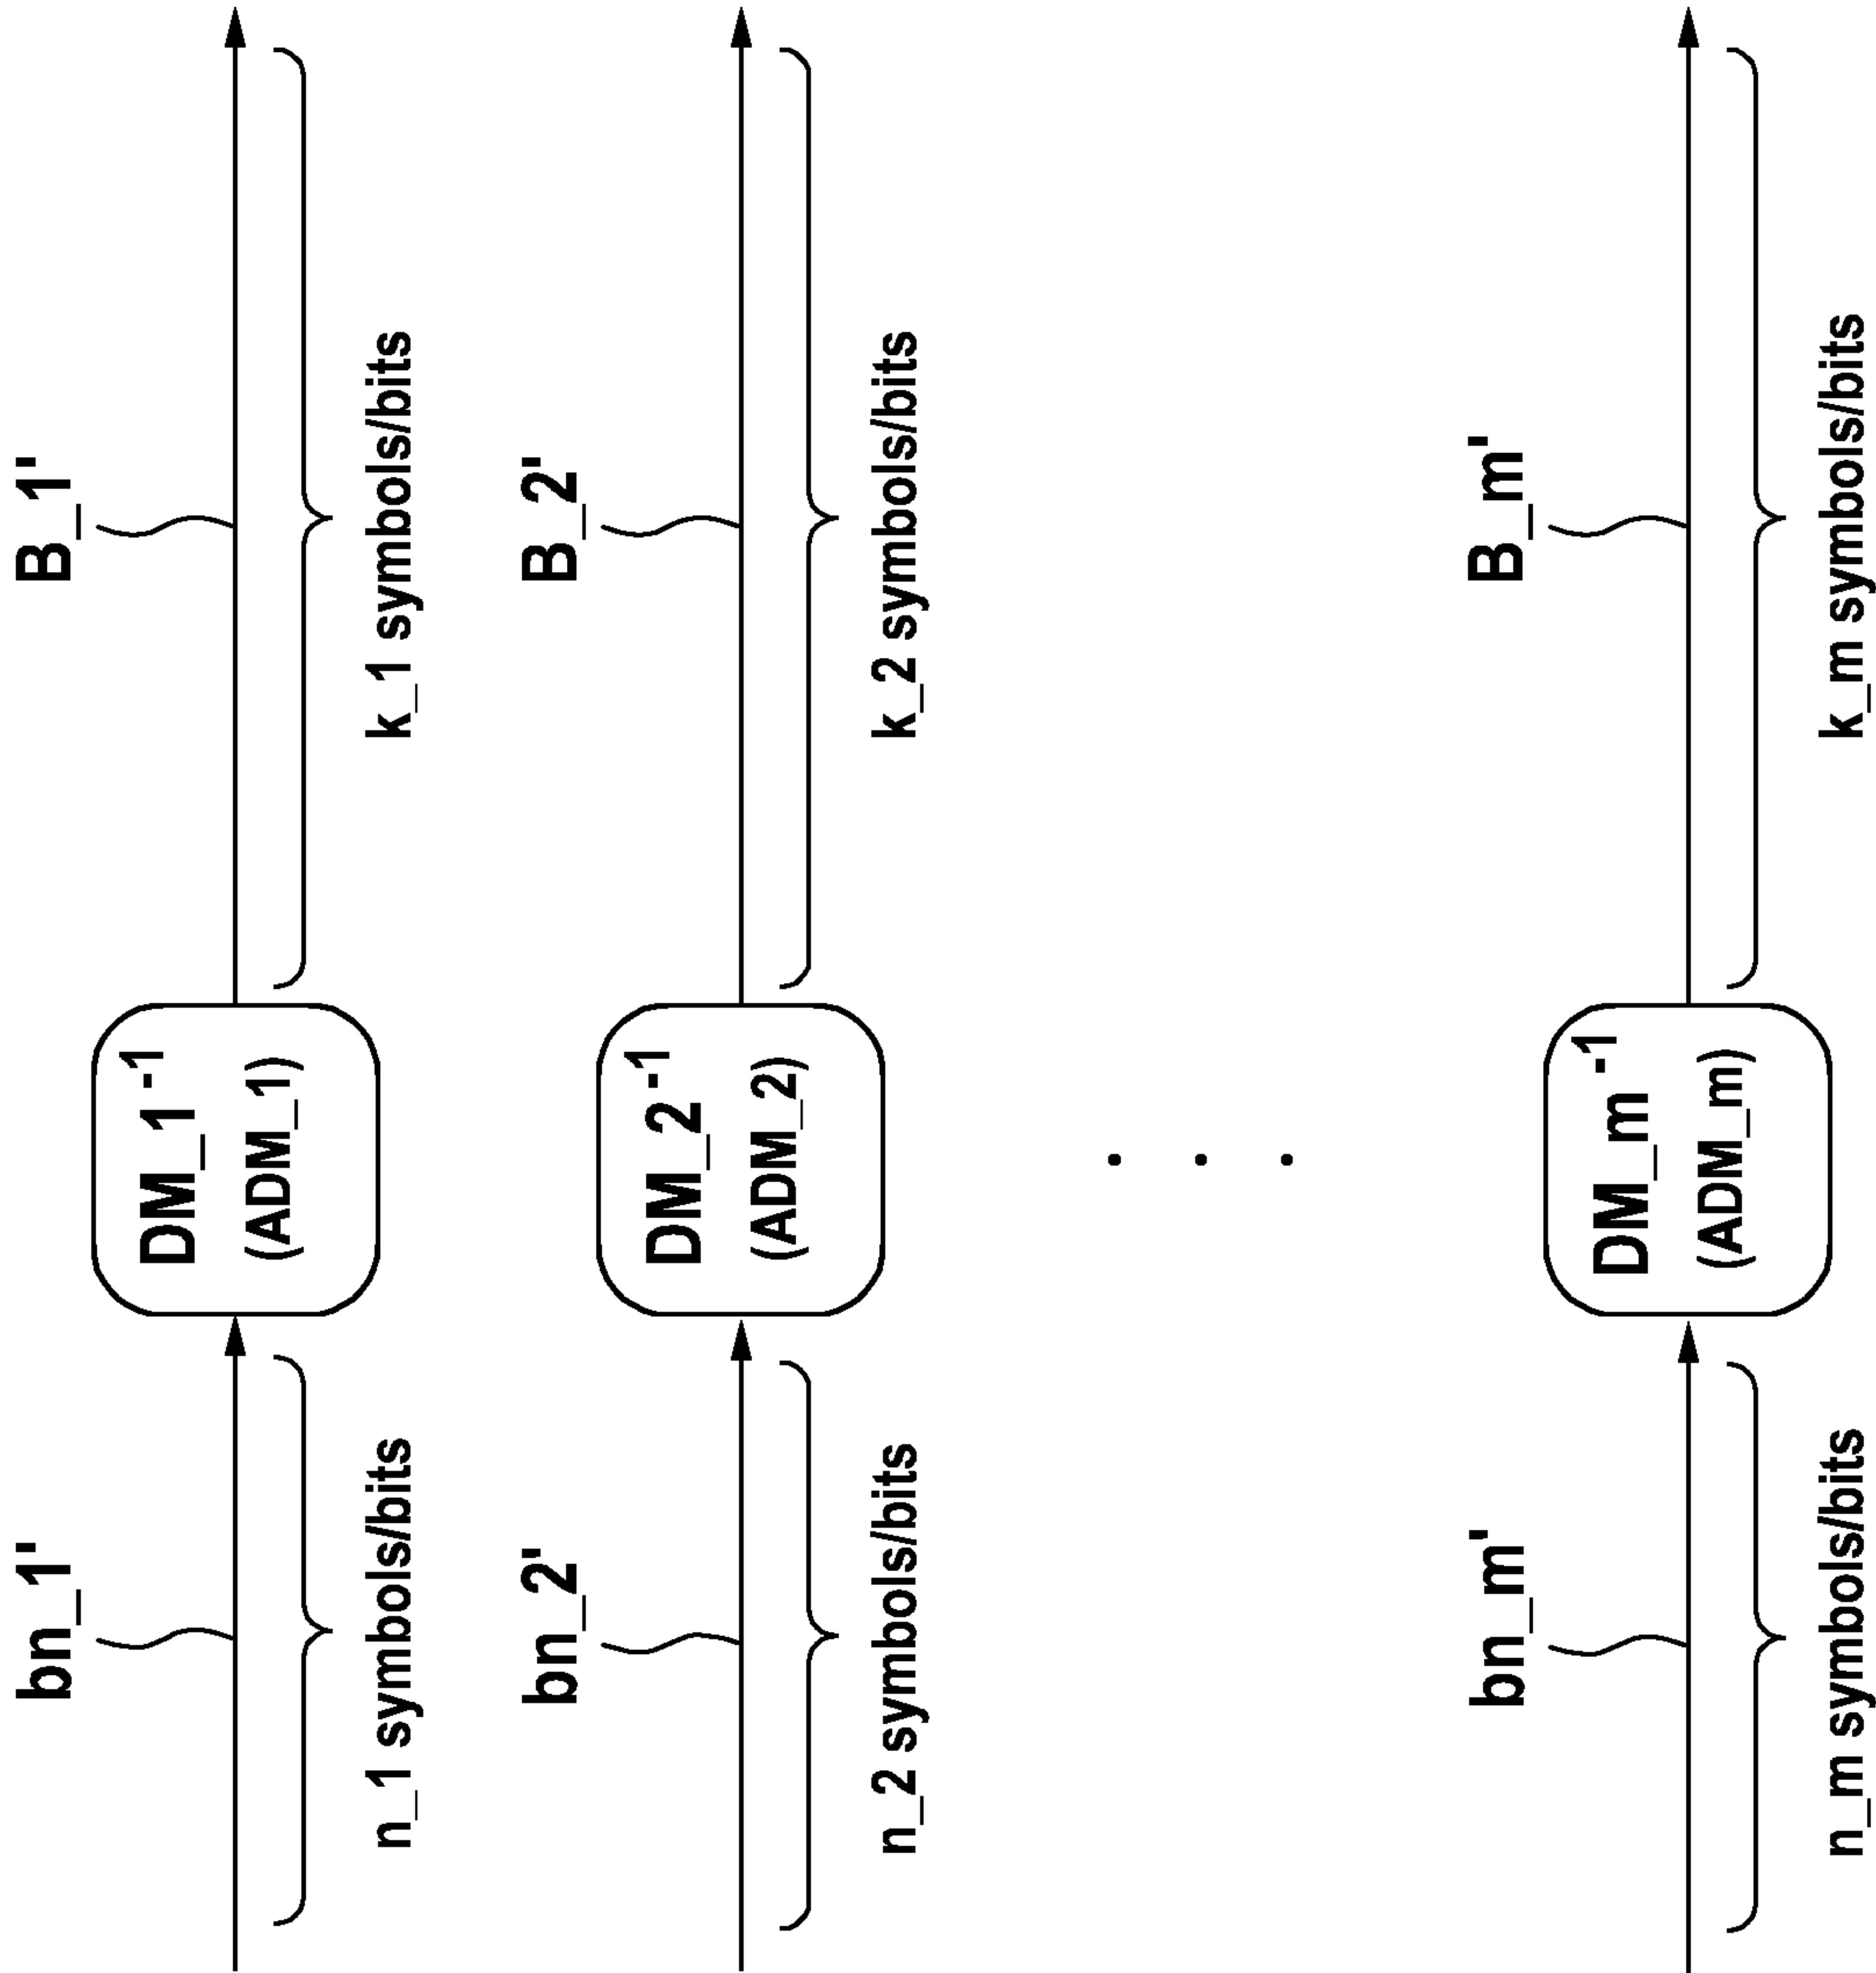 bn_1'
n_1 symbols/bits
DM_1⁻¹
(ADM_1)
B_1'
k_1 symbols/bits
bn_2'
n_2 symbols/bits
DM_2⁻¹
(ADM_2)
B_2'
k_2 symbols/bits
. . .
bn_m'
n_m symbols/bits
DM_m⁻¹
(ADM_m)
B_m'
k_m symbols/bits